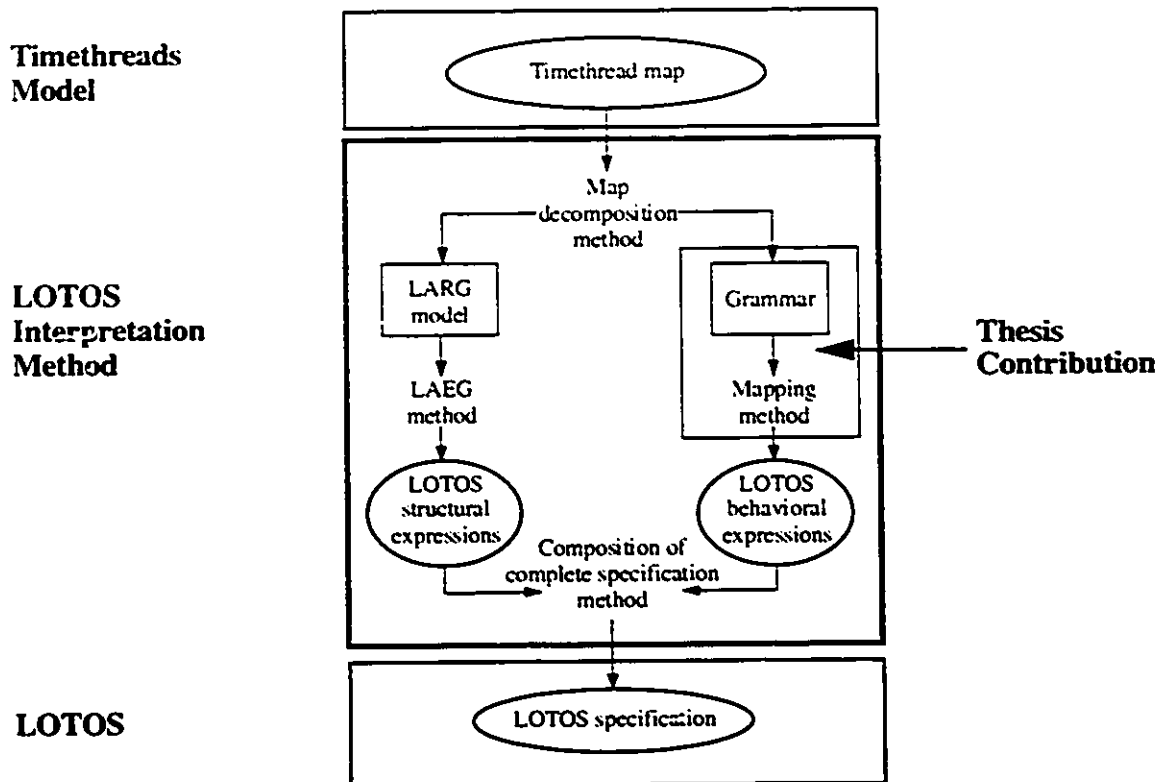 Timethreads
Model
Timethread map
Map
decomposition
method
LARG
model
Grammar
LOTOS
Interpretation
Method
Thesis
Contribution
LAEG
method
Mapping
method
LOTOS
structural
expressions
LOTOS
behavioral
expressions
Composition of
complete specification
method
LOTOS
LOTOS specification